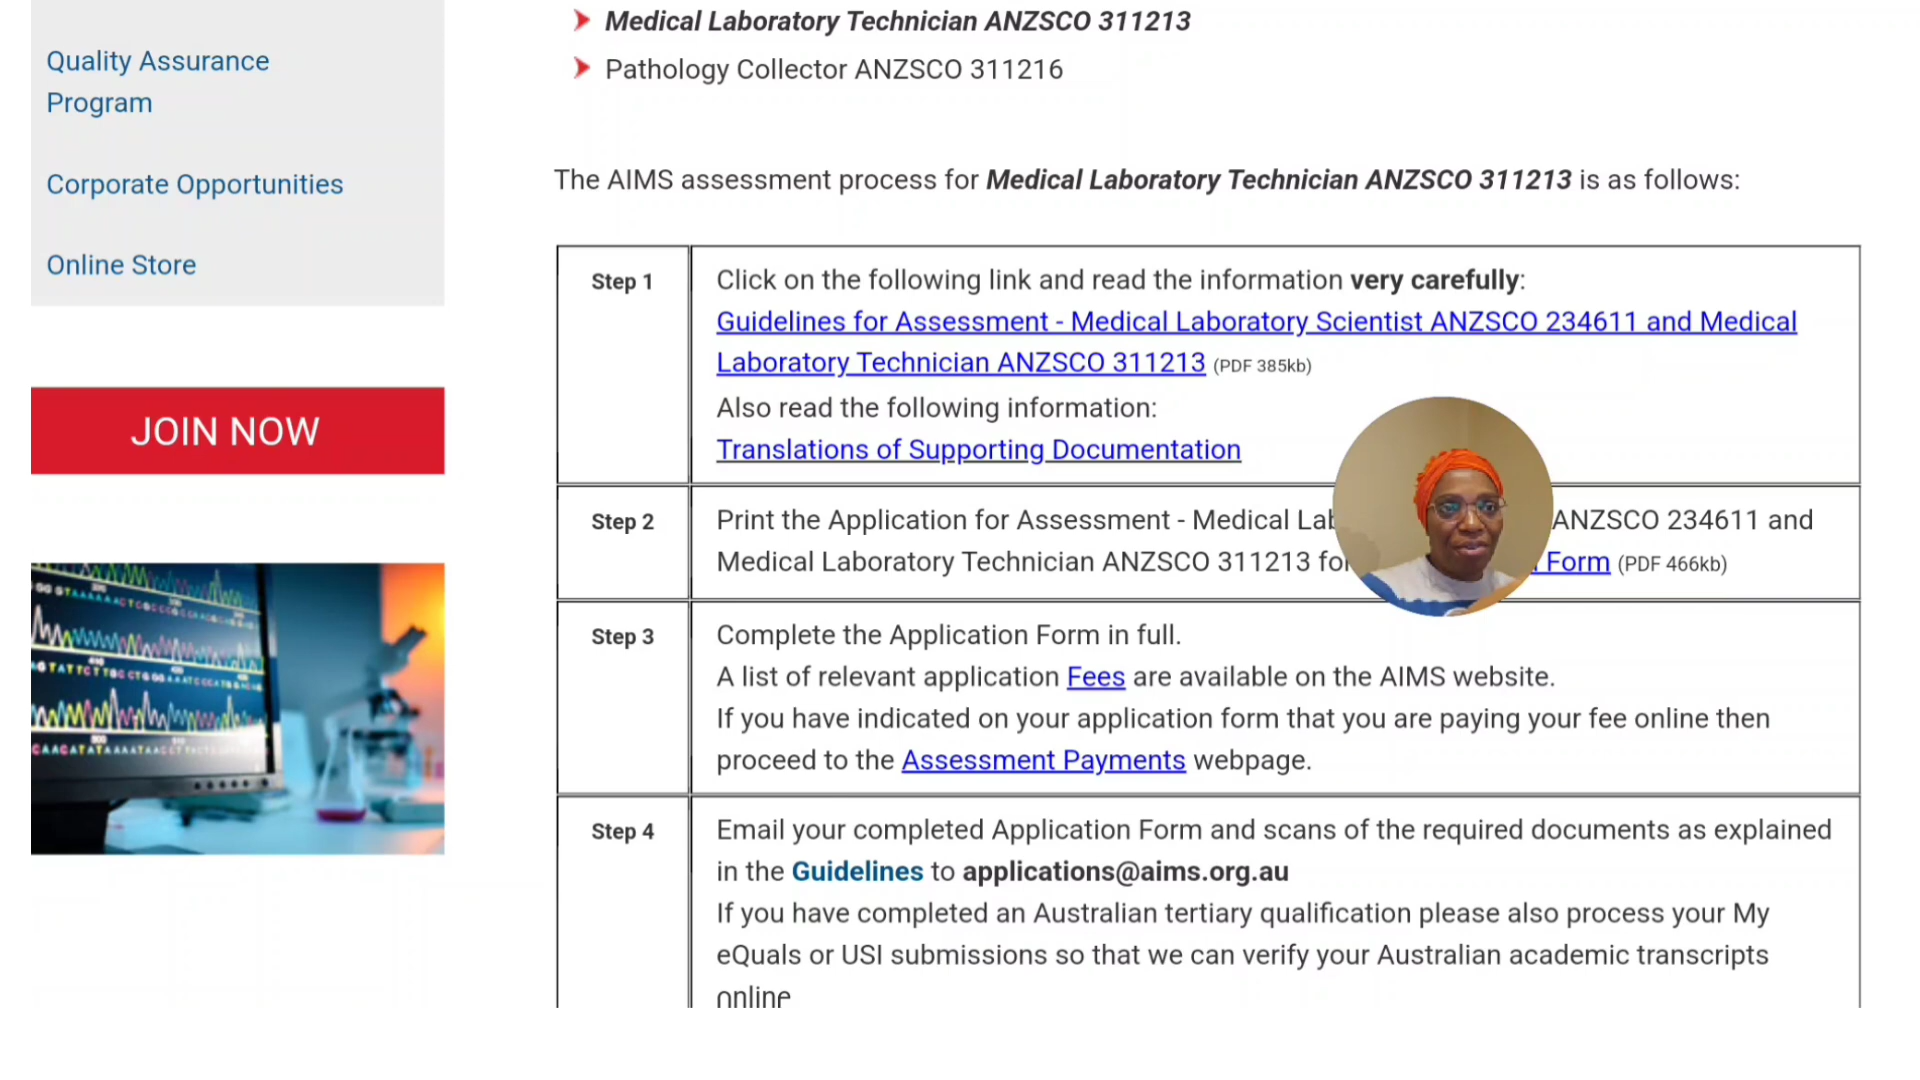 Quality Assurance
Program
Corporate Opportunities
Online Store
JOIN NOW
Medical Laboratory Technician ANZSCO 311213
Pathology Collector ANZSCO 311216
The AIMS assessment process for Medical Laboratory Technician ANZSCO 311213 is as follows:
Step 1
Click on the following link and read the information very carefully:
Guidelines for Assessment - Medical Laboratory Scientist ANZSCO 234611 and Medical
Laboratory Technician ANZSCO 311213 (PDF 385kb)
Also read the following information:
Translations of Supporting Documentation
Step 2
Print the Application for Assessment - Medical ANZSCO 234611 and
Medical Laboratory Technician ANZSCO 311213 Form (PDF 466kb)
Step 3
Complete the Application Form in full.
A list of relevant application Fees are available on the AIMS website.
If you have indicated on your application form that you are paying your fee online then
proceed to the Assessment Payments webpage.
Step 4
Email your completed Application Form and scans of the required documents as explained
in the Guidelines to applications@aims.org.au
If you have completed an Australian tertiary qualification please also process your My
eQuals or USI submissions so that we can verify your Australian academic transcripts
online